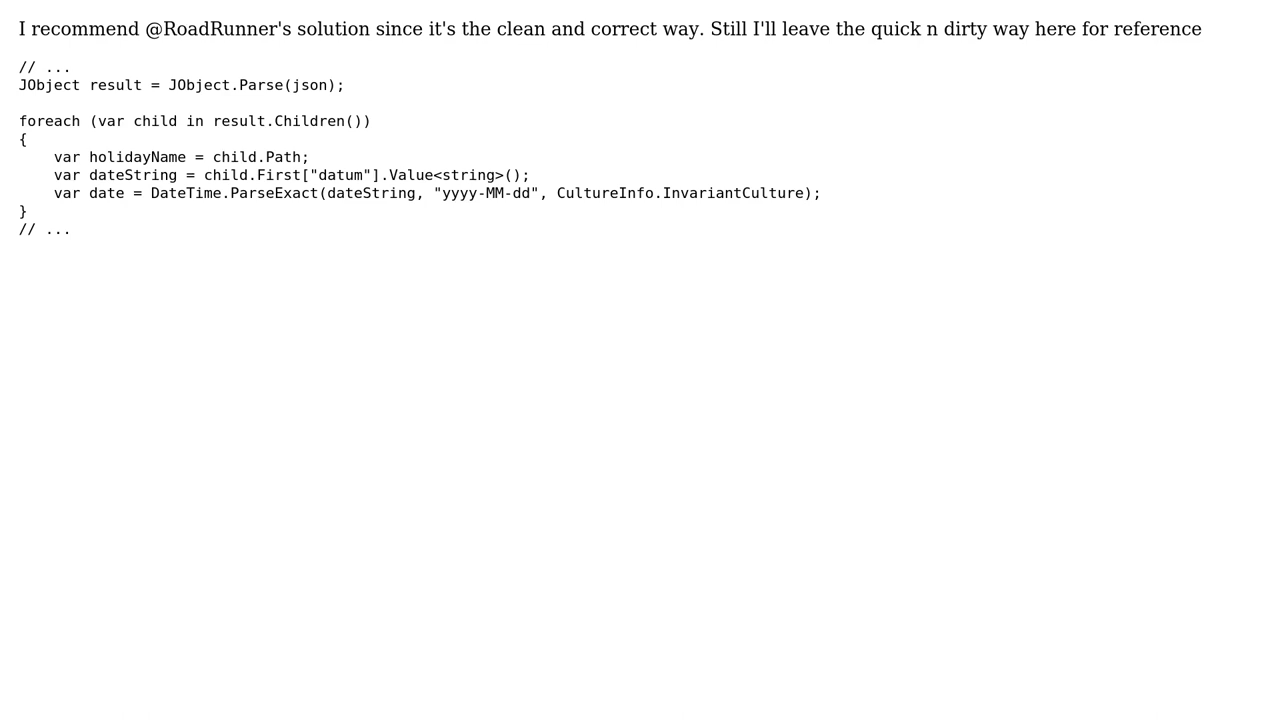 I recommend @RoadRunner's solution since it's the clean and correct way. Still I'll leave the quick n dirty way here for reference
// ...
JObject result = JObject.Parse(json);

foreach (var child in result.Children())
{
    var holidayName = child.Path;
    var dateString = child.First["datum"].Value<string>();
    var date = DateTime.ParseExact(dateString, "yyyy-MM-dd", CultureInfo.InvariantCulture);
}
// ...